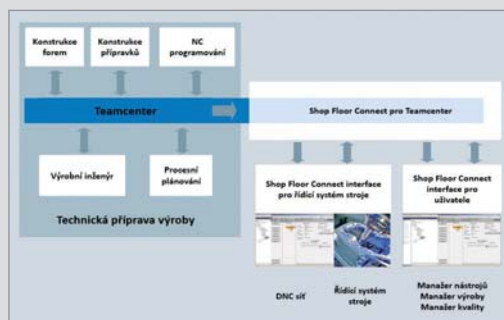 Konstrukce
forem
Konstrukce
přípravků
NC
programování
Teamcenter
Shop Floor Connect pro Teamcenter
Výrobní inženýr
Procesní
plánování
Technická příprava výroby
Shop Floor Connect interface
pro řídící systém stroje
Shop Floor Connect
interface pro
uživatele
DNC síť
Řídící systém
stroje
Manažer nástrojů
Manažer výroby
Manažer kvality